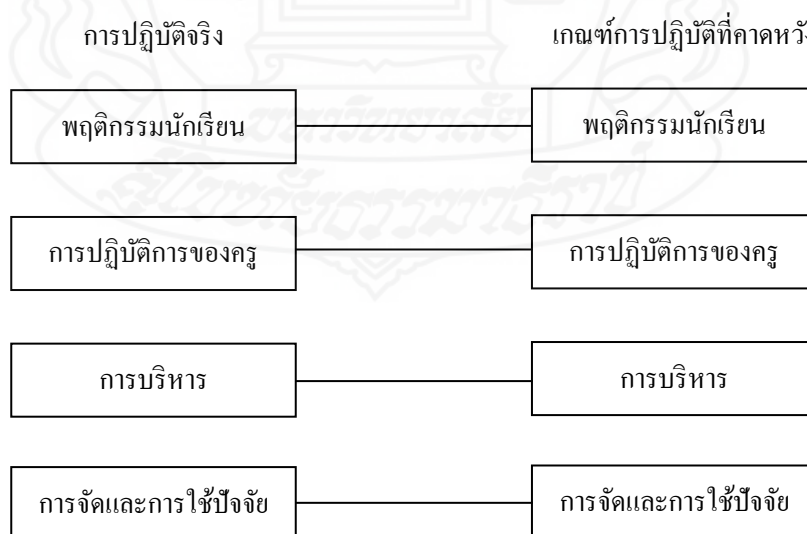 การปฏิบัติจริง เกณฑ์การปฏิบัติที่คาดหวัง
พฤติกรรมนักเรียน พฤติกรรมนักเรียน
การปฏิบัติการของครู การปฏิบัติการของครู
การบริหาร การบริหาร
การจัดและการใช้ปัจจัย การจัดและการใช้ปัจจัย